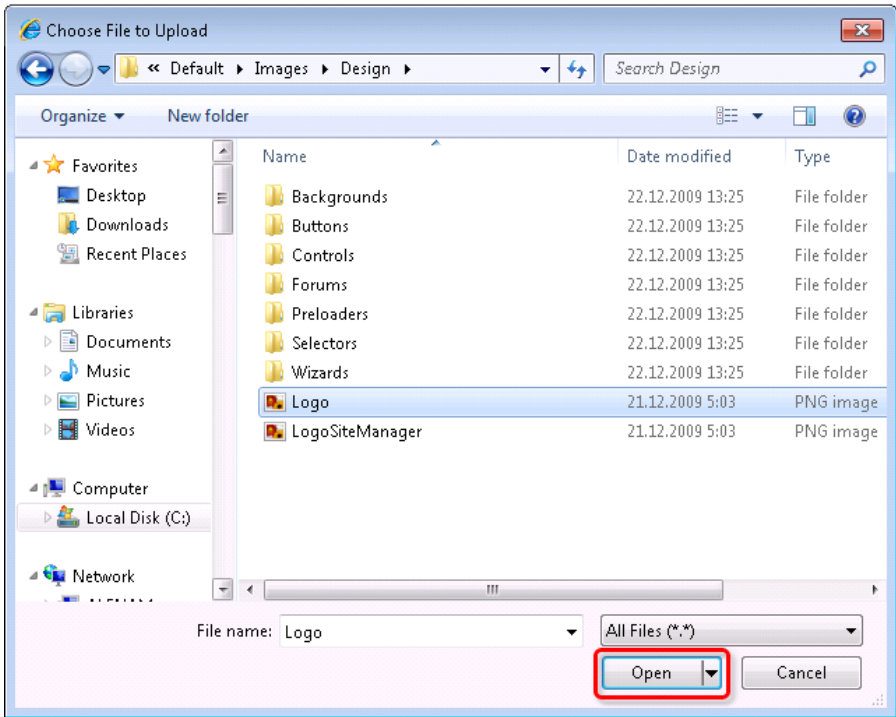 Choose File to Upload
« Default Images Design
Search Design
Organize New folder
Name Date modified Type
Favorites
Desktop
Downloads
Recent Places
Libraries
Documents
Music
Pictures
Videos
Computer
Local Disk (C:)
Network
Backgrounds 22.12.2009 13:25 File folder
Buttons 22.12.2009 13:25 File folder
Controls 22.12.2009 13:25 File folder
Forums 22.12.2009 13:25 File folder
Preloaders 22.12.2009 13:25 File folder
Selectors 22.12.2009 13:25 File folder
Wizards 22.12.2009 13:25 File folder
Logo 21.12.2009 5:03 PNG image
LogoSiteManager 21.12.2009 5:03 PNG image
File name: Logo All Files (*.*)
Open Cancel